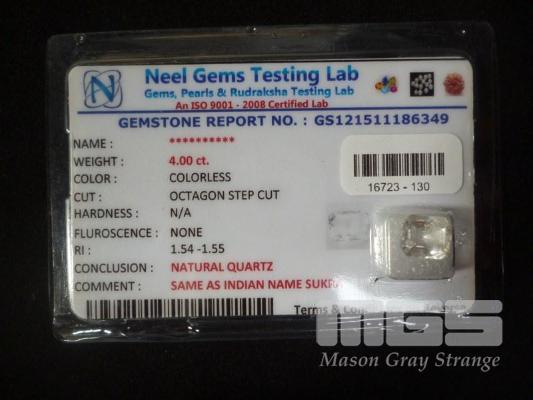 N
Neel Gems Testing Lab
Gems, Pearls & Rudraksha Testing Lab
An ISO 9001 - 2008 Certified Lab
GEMSTONE REPORT NO. : GS121511186349
NAME : **********
WEIGHT : 4.00 ct.
COLOR : COLORLESS
CUT : OCTAGON STEP CUT
HARDNESS : N/A
FLUROSCENCE : NONE
RI : 1.54 -1.55
CONCLUSION : NATURAL QUARTZ
COMMENT : SAME AS INDIAN NAME
16723 - 130
Terms &
MGS
Mason Gray Strange